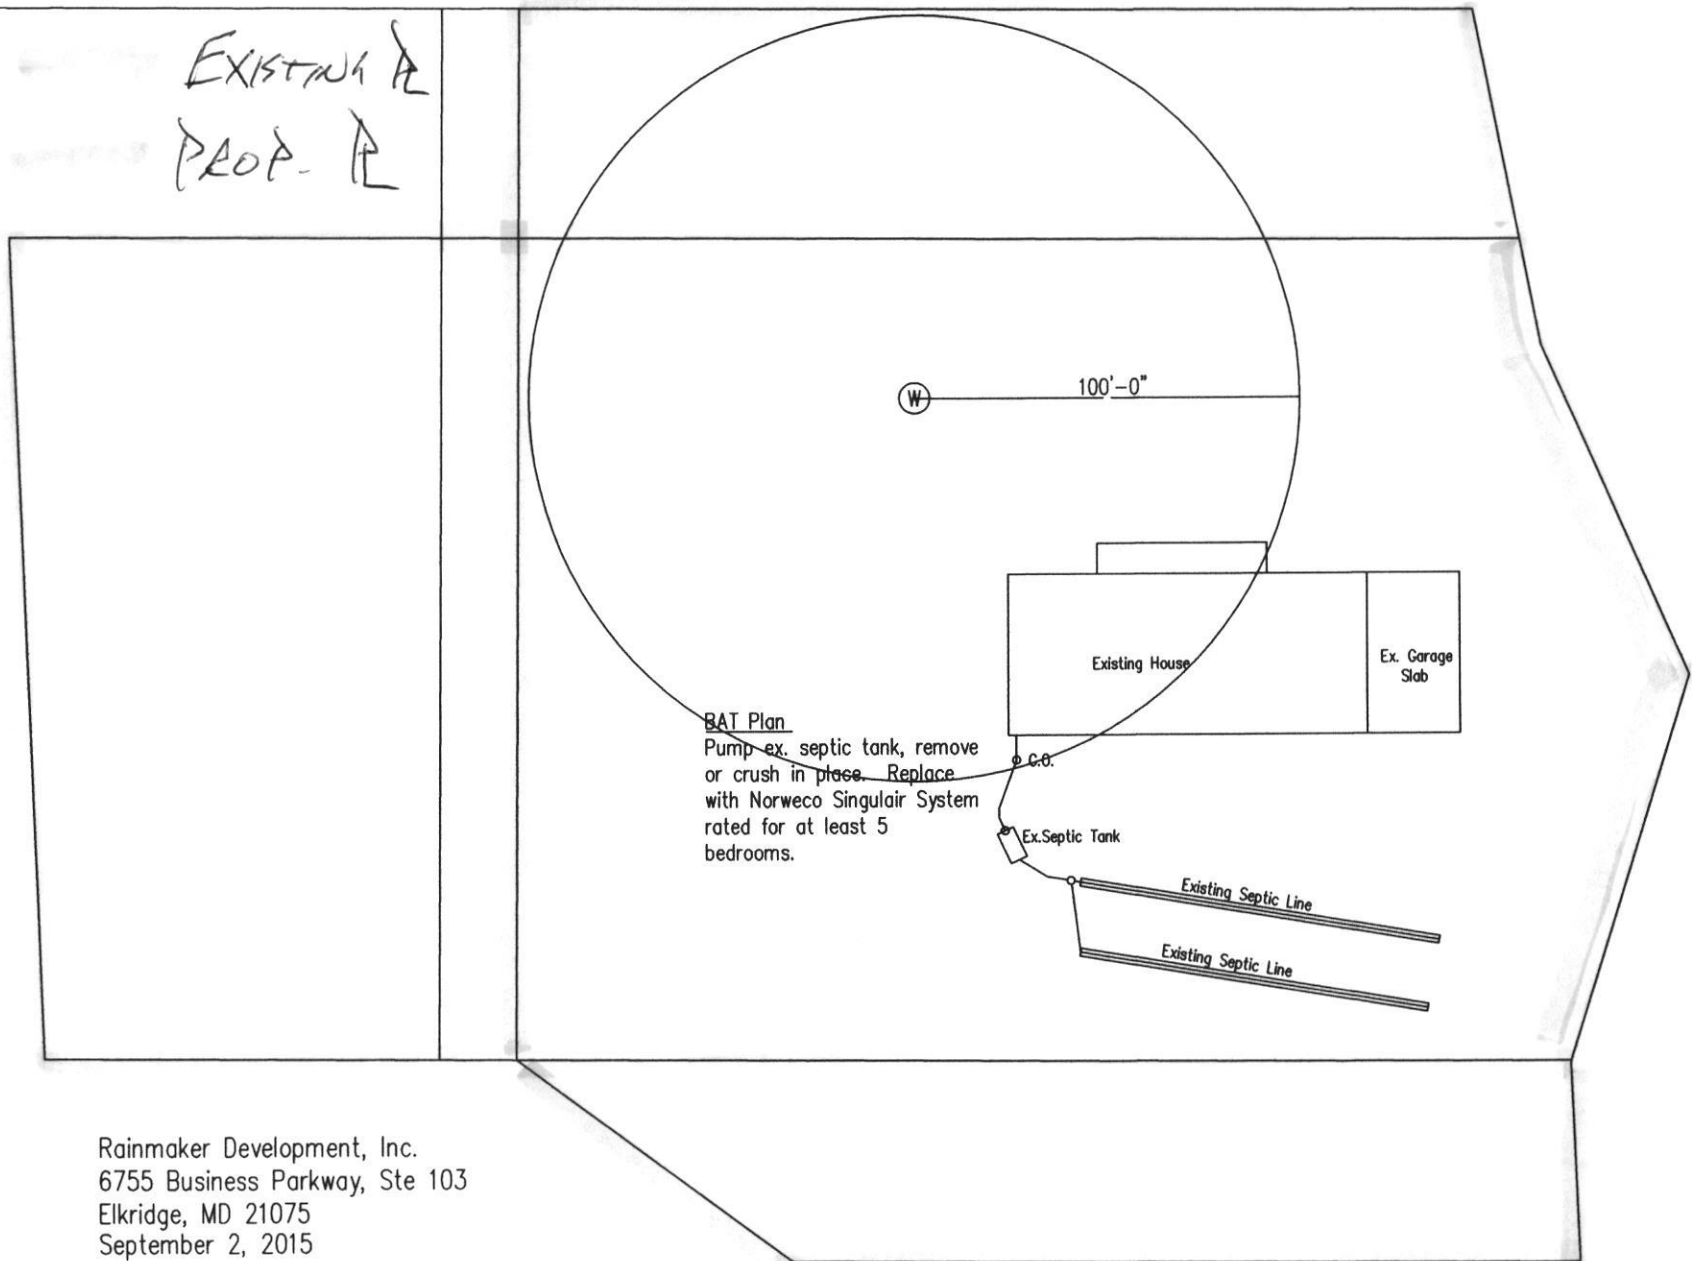 EXISTING PL
PROP. PL
100'-0"
W
Existing House
Ex. Garage
Slab
BAT Plan
Pump ex. septic tank, remove
or crush in place. Replace
with Norweco Singulair System
rated for at least 5
bedrooms.
C.O.
Ex.Septic Tank
Existing Septic Line
Existing Septic Line
Rainmaker Development, Inc.
6755 Business Parkway, Ste 103
Elkridge, MD 21075
September 2, 2015